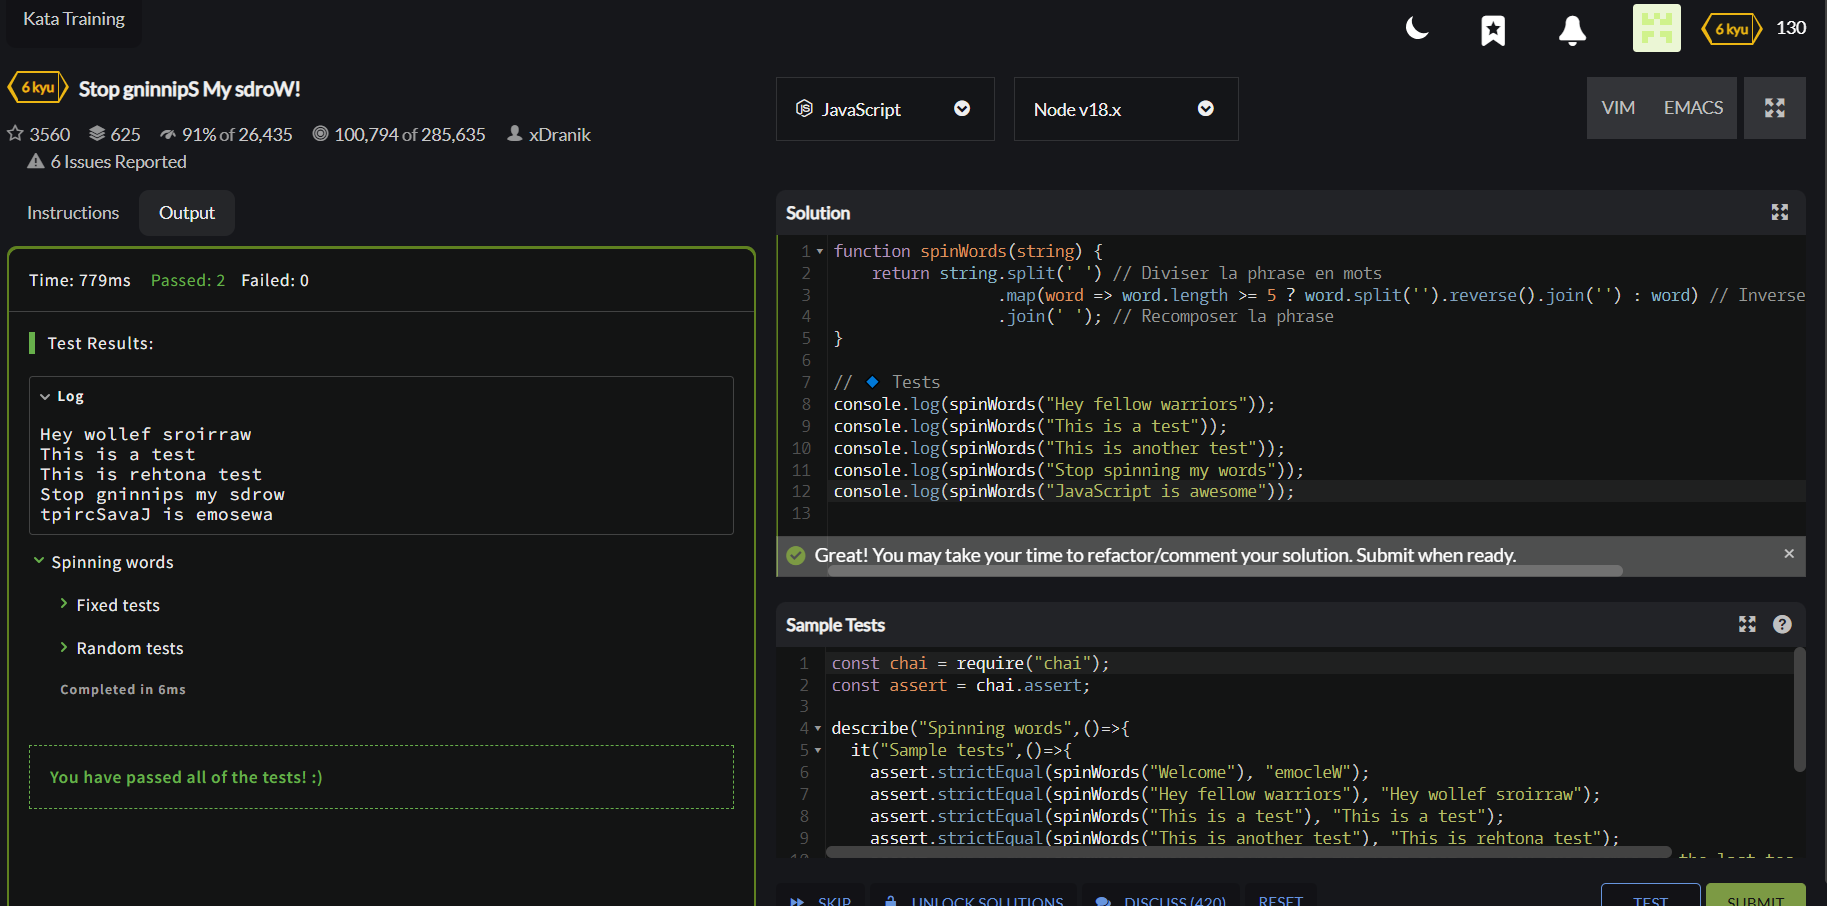 Kata Training
6 kyu
130
6 kyu Stop gninnipS My sdroW!
3560 625 91% of 26,435 100,794 of 285,635 xDranik
6 Issues Reported
JavaScript
Node v18.x
VIM EMACS
Instructions Output
Time: 779ms Passed: 2 Failed: 0
Test Results:
Log
Hey wollef sroirraw
This is a test
This is rehtona test
Stop gninnips my sdrow
tpircSavaJ is emosewa
Spinning words
Fixed tests
Random tests
Completed in 6ms
You have passed all of the tests! :)
Solution
1 function spinWords(string) {
2 return string.split(' ') // Diviser la phrase en mots
3 .map(word => word.length >= 5 ? word.split('').reverse().join('') : word) // Inverse
4 .join(' '); // Recomposer la phrase
5 }
6
7 // 🔹 Tests
8 console.log(spinWords("Hey fellow warriors"));
9 console.log(spinWords("This is a test"));
10 console.log(spinWords("This is another test"));
11 console.log(spinWords("Stop spinning my words"));
12 console.log(spinWords("JavaScript is awesome"));
13
Great! You may take your time to refactor/comment your solution. Submit when ready.
Sample Tests
1 const chai = require("chai");
2 const assert = chai.assert;
3
4 describe("Spinning words",()=>{
5 it("Sample tests",()=>{
6 assert.strictEqual(spinWords("Welcome"), "emocleW");
7 assert.strictEqual(spinWords("Hey fellow warriors"), "Hey wollef sroirraw");
8 assert.strictEqual(spinWords("This is a test"), "This is a test");
9 assert.strictEqual(spinWords("This is another test"), "This is rehtona test");
10
SKIP UNLOCK SOLUTIONS DISCUSS (420) RESET TEST SUBMIT